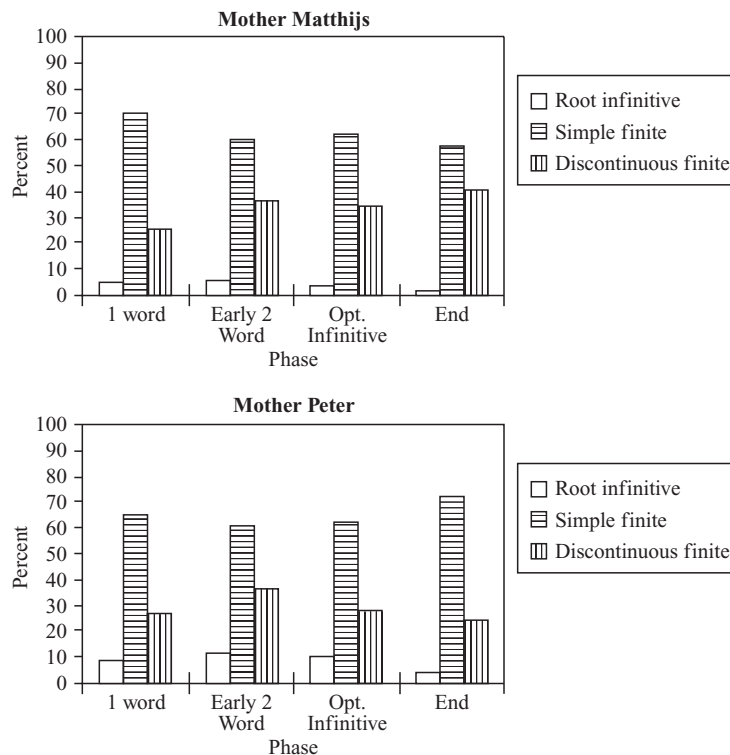 Mother Matthijs
100
90
80
70
60
50
40
30
20
10
0
Percent
1 word
Early 2
Word
Opt.
Infinitive
End
Phase
Root infinitive
Simple finite
Discontinuous finite
Mother Peter
100
90
80
70
60
50
40
30
20
10
0
Percent
1 word
Early 2
Word
Opt.
Infinitive
End
Phase
Root infinitive
Simple finite
Discontinuous finite